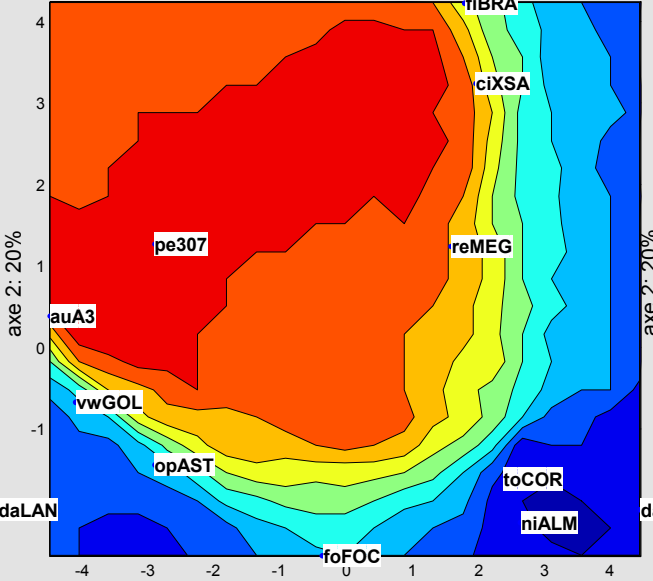 fiBRA
4
ciXSA
3
2
pe307
reMEG
1
axe 2: 20%
axe 2: 20%
auA3
0
vwGOL
-1
opAST
toCOR
daLAN
niALM
foFOC
-4
-3
-2
-1
0
1
2
3
4